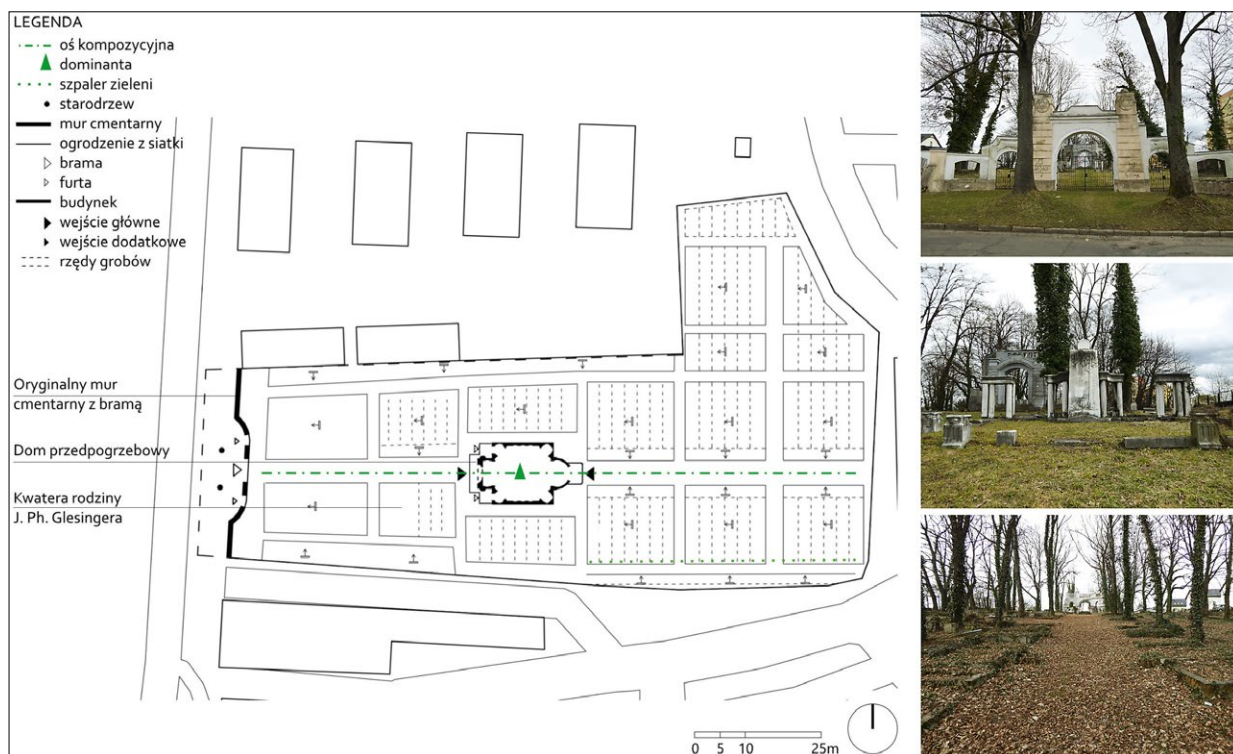 LEGENDA
oś kompozycyjna
dominanta
szpaler zieleni
starodrzew
mur cmentarny
ogrodzenie z siatki
brama
furta
budynek
wejście główne
wejście dodatkowe
rzędy grobów
Oryginalny mur
cmentarny z bramą
Dom przedpogrzebowy
Kwatera rodziny
J. Ph. Glesingera
0 5 10 25m